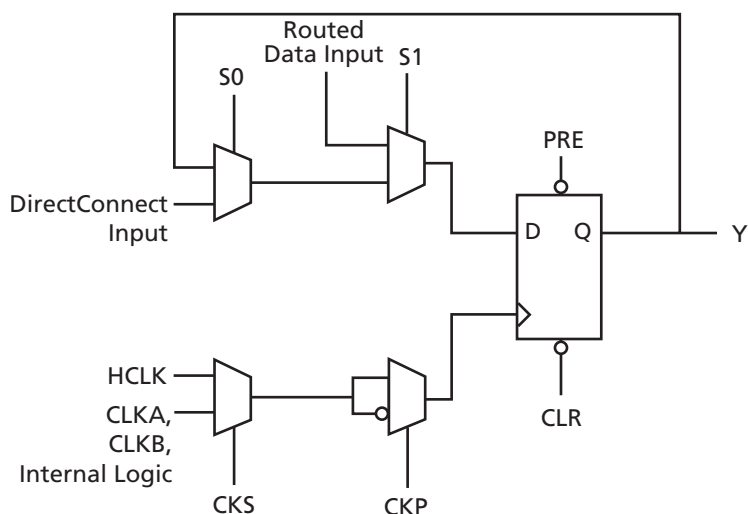 Routed
Data Input
S1
S0
PRE
DirectConnect
Input
D
Q
Y
HCLK
CLKA,
CLKB,
Internal Logic
CLR
CKS
CKP